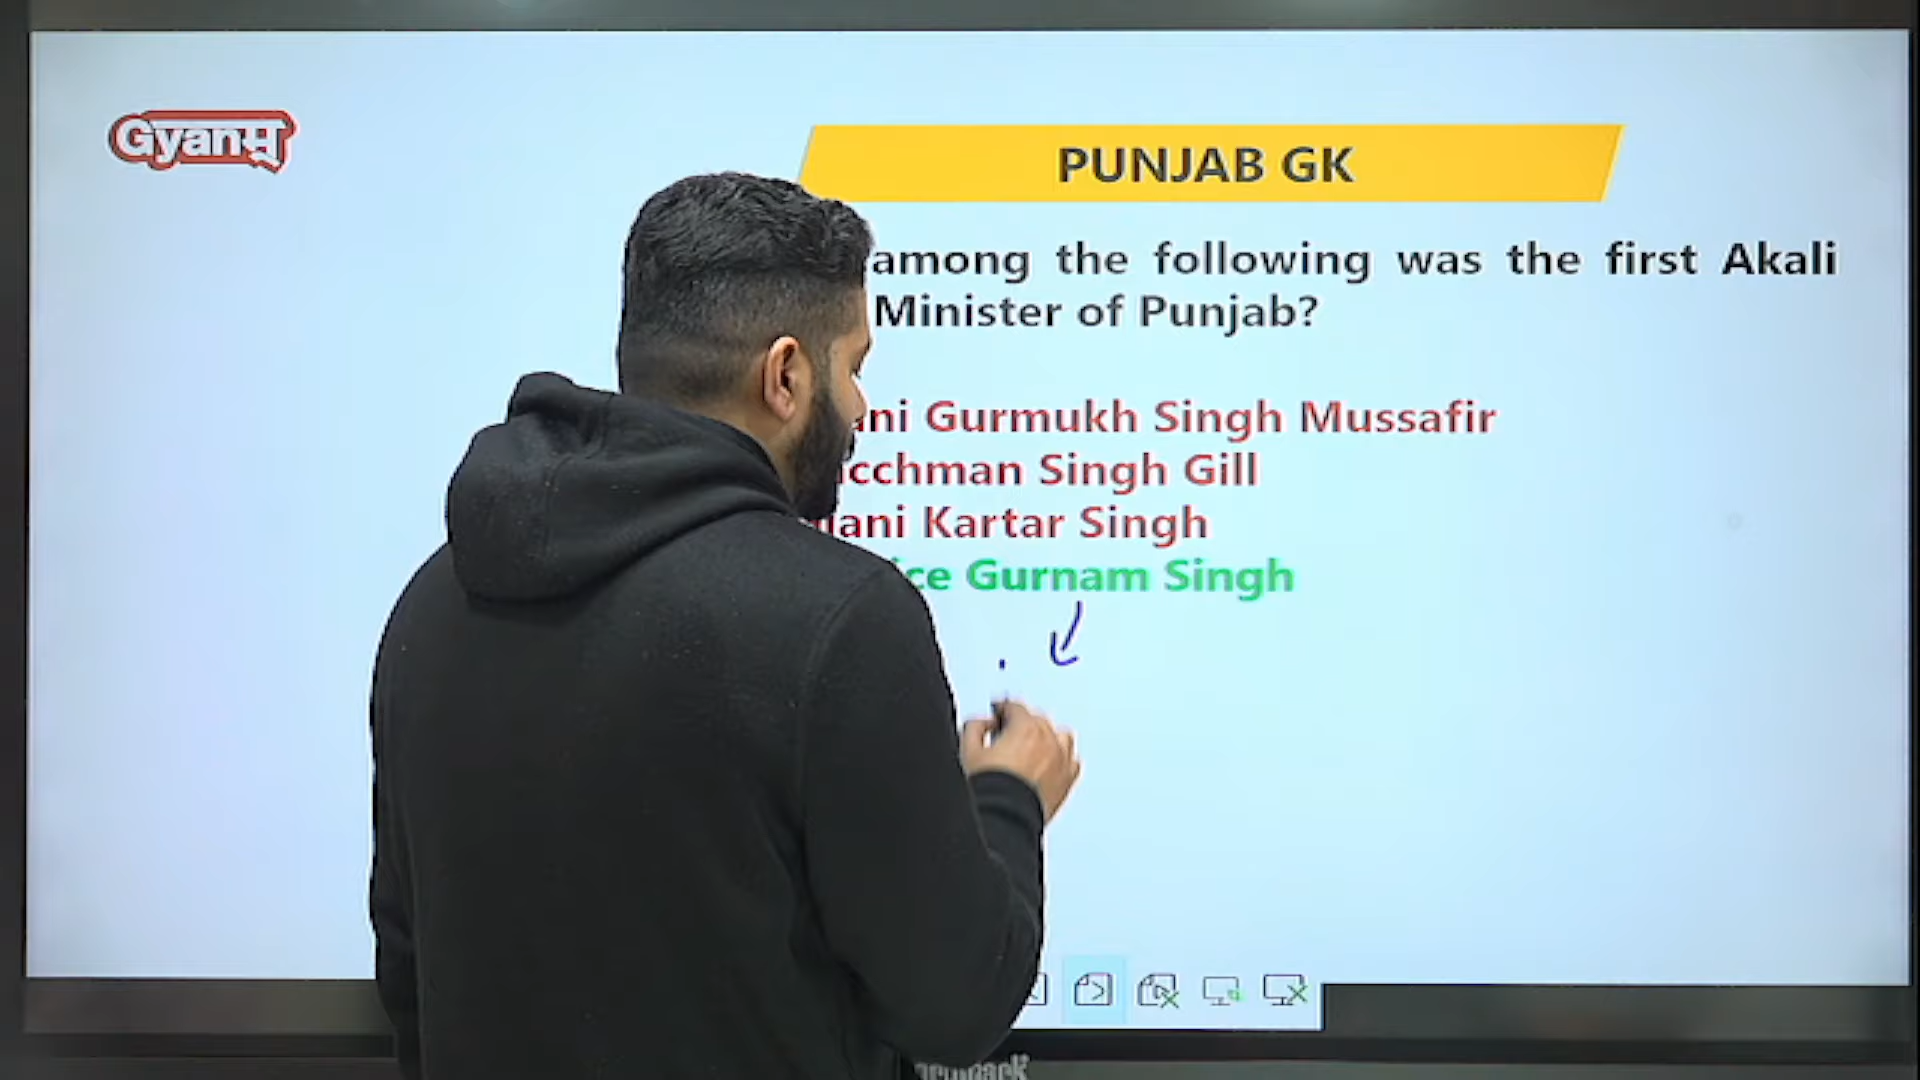 Gyanम्
PUNJAB GK
among the following was the first Akali
Minister of Punjab?
Gurmukh Singh Mussafir
Singh Gill
Kartar Singh
Gurnam Singh